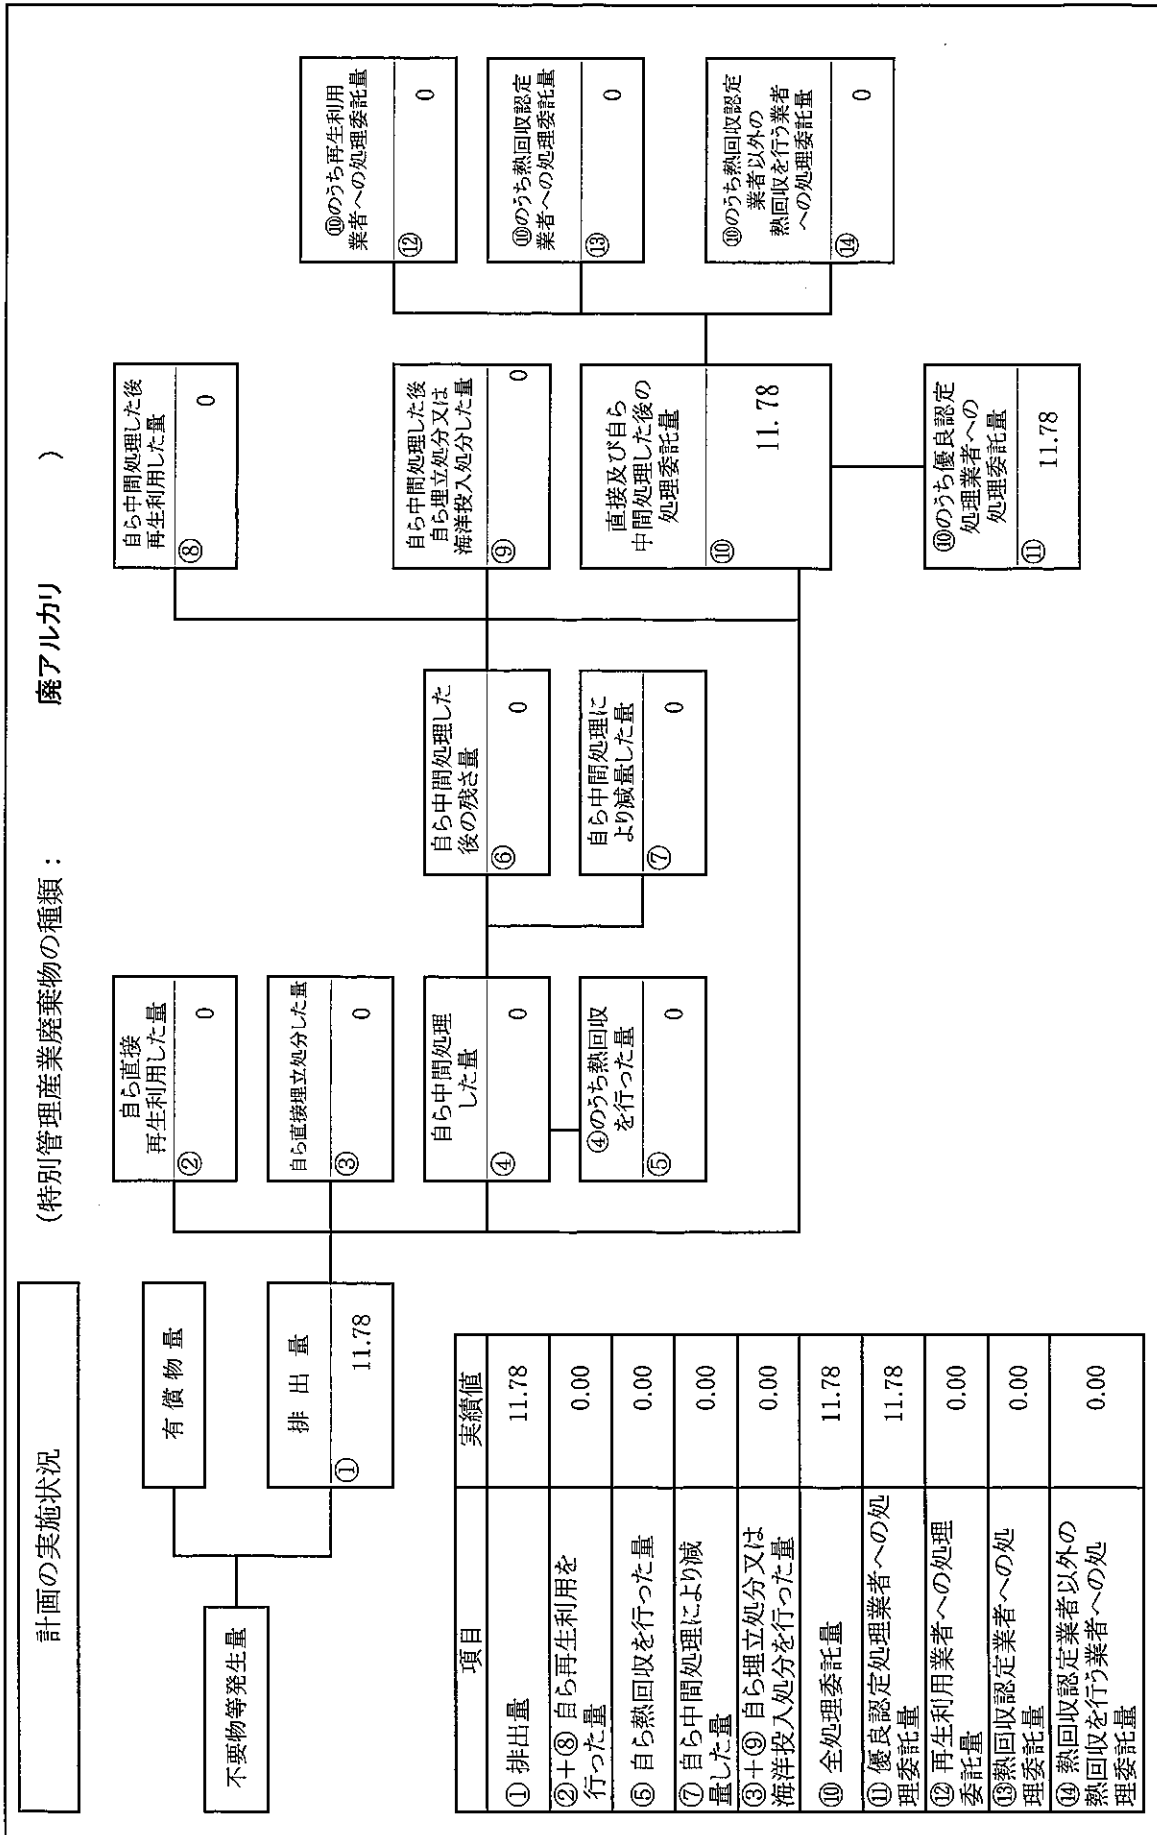 計画の実施状況
(特別管理産業廃棄物の種類： 廃アルカリ )
不要物等発生量
有償物量
排出量
① 11.78
自ら直接
再生利用した量
② 0
自ら直接埋立処分した量
③ 0
自ら中間処理
した量
④ 0
④のうち熱回収
を行った量
⑤ 0
自ら中間処理した
後の残さ量
⑥ 0
自ら中間処理に
より減量した量
⑦ 0
自ら中間処理した後
再生利用した量
⑧ 0
自ら中間処理した後
自ら埋立処分又は
海洋投入処分した量
⑨ 0
直接及び自ら
中間処理した後の
処理委託量
⑩ 11.78
⑩のうち優良認定
処理業者への
処理委託量
⑪ 11.78
⑩のうち再生利用
業者への処理委託量
⑫ 0
⑩のうち熱回収認定
業者への処理委託量
⑬ 0
⑩のうち熱回収認定
業者以外の
熱回収を行う業者
への処理委託量
⑭ 0
項目 実績値
① 排出量 11.78
②＋⑧ 自ら再生利用を
行った量 0.00
⑤ 自ら熱回収を行った量 0.00
⑦ 自ら中間処理により減
量した量 0.00
③＋⑨ 自ら埋立処分又は
海洋投入処分を行った量 0.00
⑩ 全処理委託量 11.78
⑪ 優良認定処理業者への処
理委託量 11.78
⑫ 再生利用業者への処理
委託量 0.00
⑬熱回収認定業者への処
理委託量 0.00
⑭ 熱回収認定業者以外の
熱回収を行う業者への処
理委託量 0.00